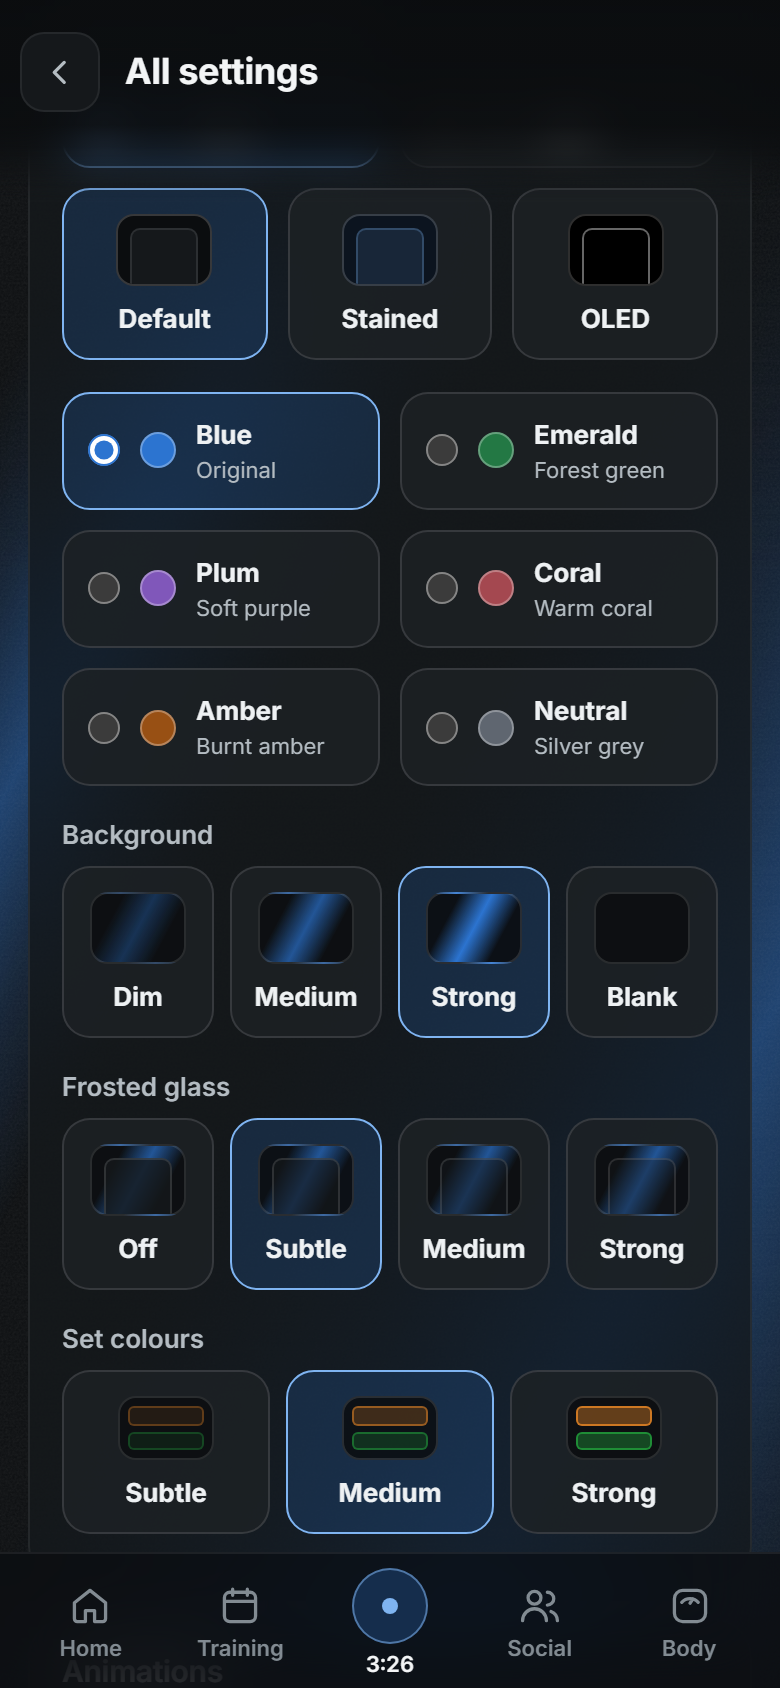 All settings
Default
Stained
OLED
Blue
Original
Emerald
Forest green
Plum
Soft purple
Coral
Warm coral
Amber
Burnt amber
Neutral
Silver grey
Background
Dim
Medium
Strong
Blank
Frosted glass
Off
Subtle
Medium
Strong
Set colours
Subtle
Medium
Strong
Home
Training
3:26
Social
Body
Animations